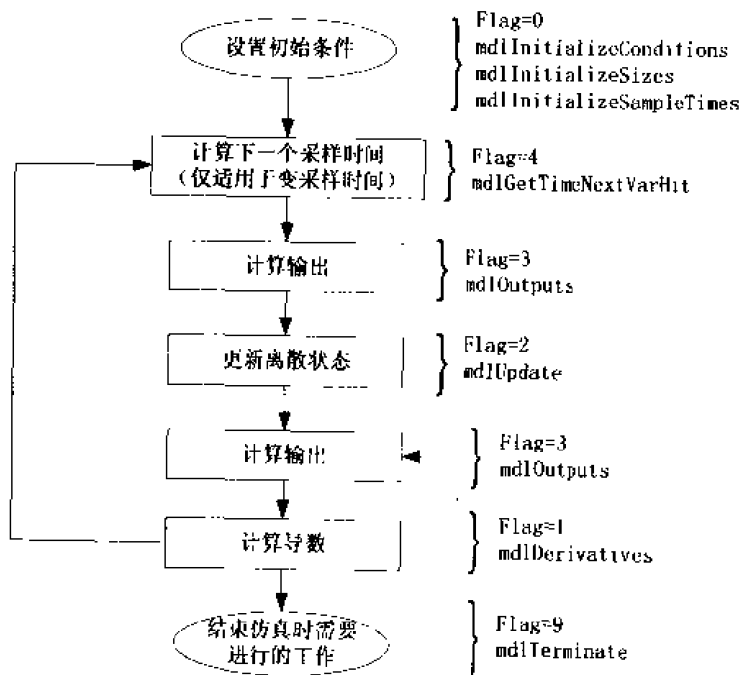 设置初始条件
Flag=0
mdlInitializeConditions
mdlInitializeSizes
mdlInitializeSampleTimes
计算下一个采样时间
（仅适用于变采样时间）
Flag=4
mdlGetTimeNextVarHit
计算输出
Flag=3
mdlOutputs
更新离散状态
Flag=2
mdlUpdate
计算输出
Flag=3
mdlOutputs
计算导数
Flag=1
mdlDerivatives
结束仿真时需要
进行的工作
Flag=9
mdlTerminate